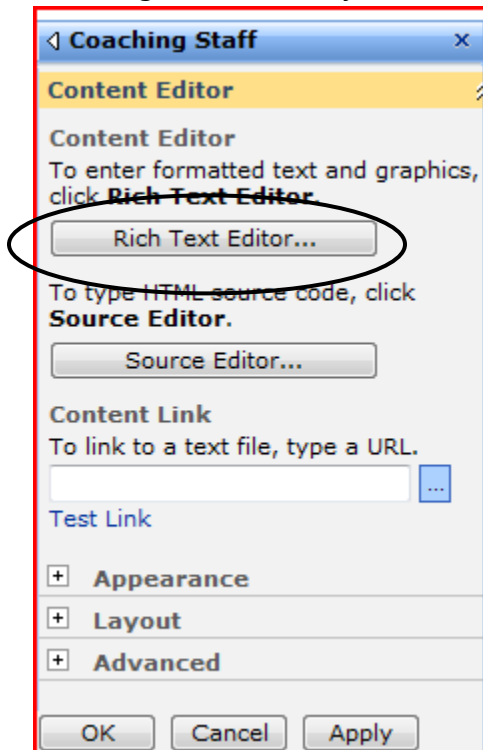 Coaching Staff x
Content Editor
Content Editor
To enter formatted text and graphics,
click Rich Text Editor.
Rich Text Editor...
To type HTML source code, click
Source Editor.
Source Editor...
Content Link
To link to a text file, type a URL.
...
Test Link
+ Appearance
+ Layout
+ Advanced
OK Cancel Apply